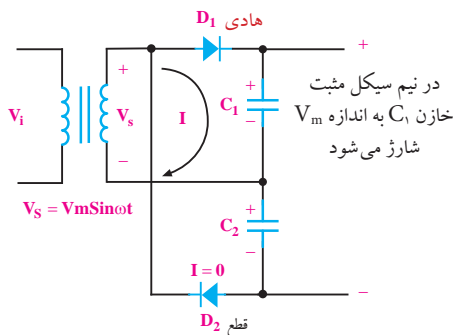 D₁ هادی
+
+
+
در نیم سیکل مثبت
خازن C₁ به اندازه Vm
شارژ می‌شود
Vi
Vs
I
C₁
–
–
VS = VmSinωt
+
C₂
–
I = 0
–
D₂ قطع